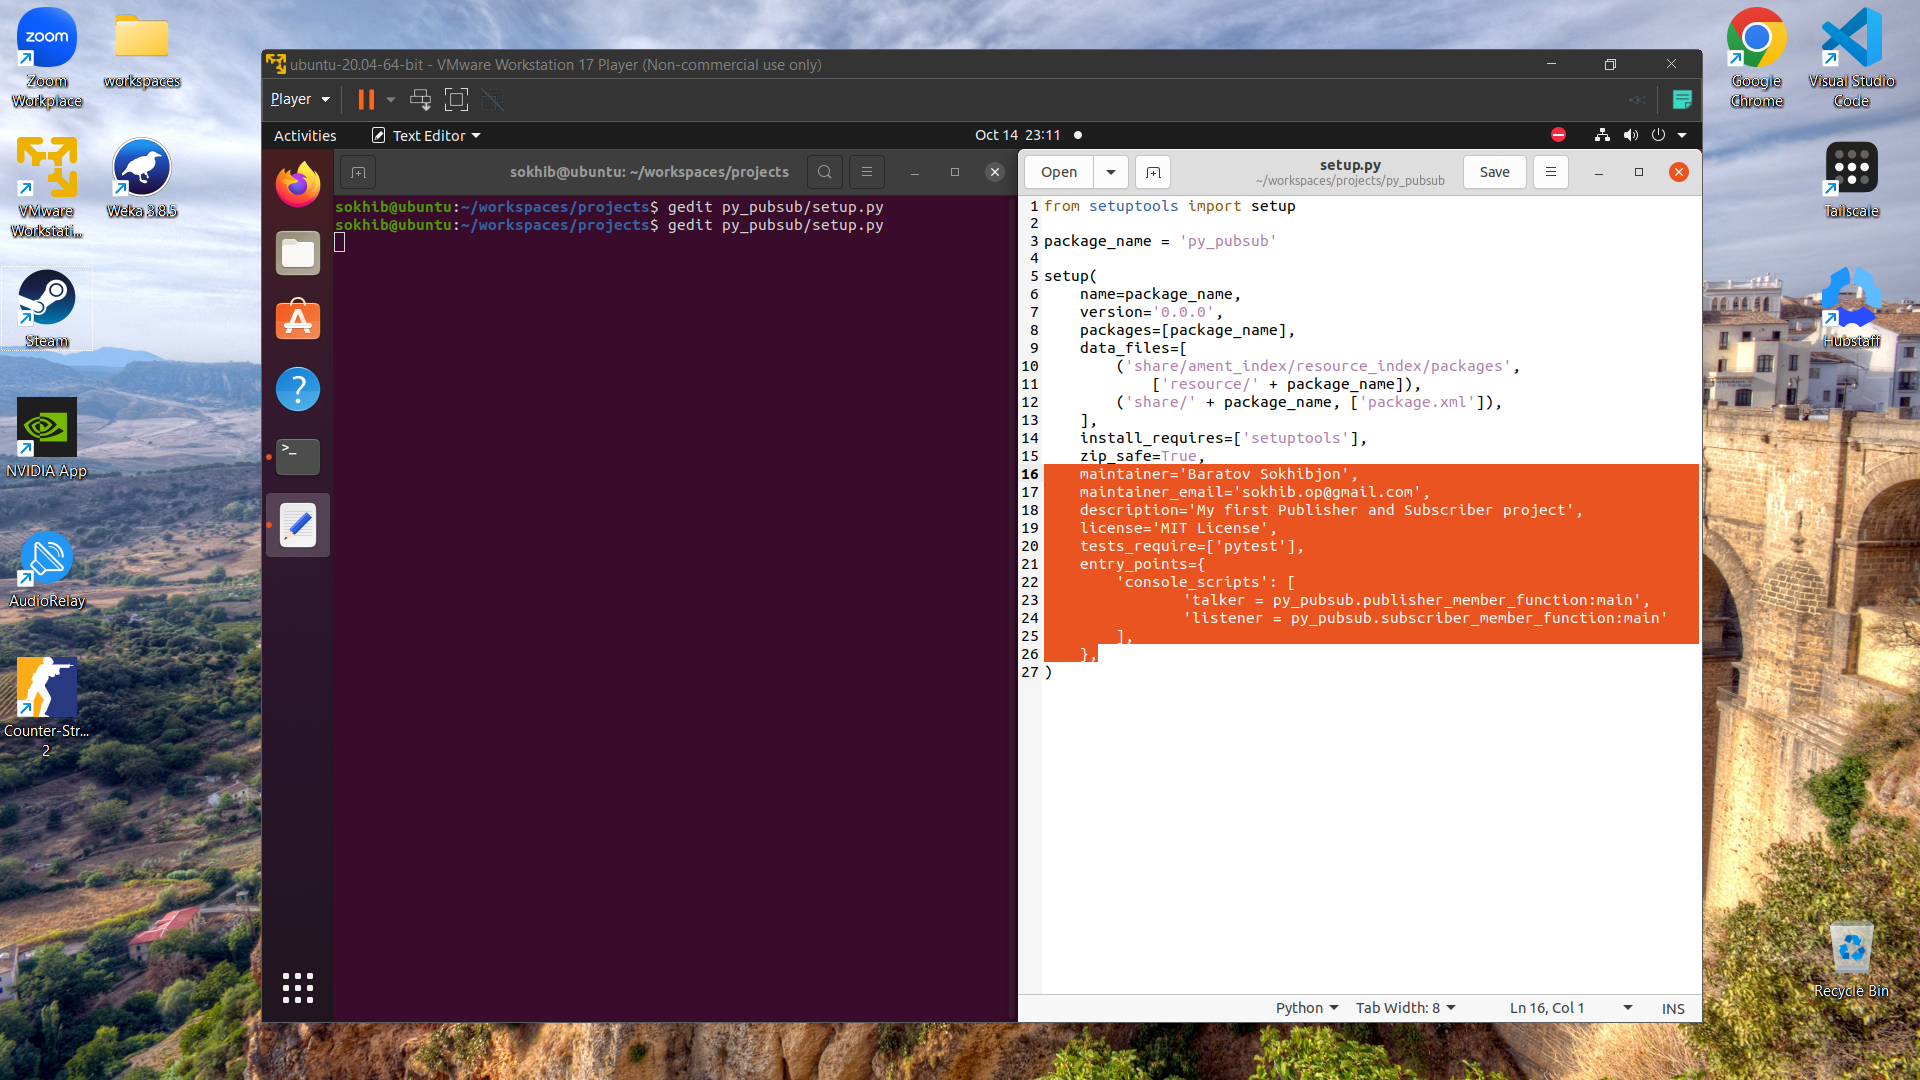 zoom
Zoom
Workplace
workspaces
VMware
Workstati...
Weka 3.8.5
Steam
NVIDIA App
AudioRelay
Counter-Str...
2
ubuntu-20.04-64-bit - VMware Workstation 17 Player (Non-commercial use only)
Player
Activities
Text Editor
Oct 14 23:11
sokhib@ubuntu: ~/workspaces/projects
sokhib@ubuntu:~/workspaces/projects$ gedit py_pubsub/setup.py
sokhib@ubuntu:~/workspaces/projects$ gedit py_pubsub/setup.py
Open
setup.py
~/workspaces/projects/py_pubsub
Save
1 from setuptools import setup
2
3 package_name = 'py_pubsub'
4
5 setup(
6     name=package_name,
7     version='0.0.0',
8     packages=[package_name],
9     data_files=[
10         ('share/ament_index/resource_index/packages',
11             ['resource/' + package_name]),
12         ('share/' + package_name, ['package.xml']),
13     ],
14     install_requires=['setuptools'],
15     zip_safe=True,
16     maintainer='Baratov Sokhibjon',
17     maintainer_email='sokhib.op@gmail.com',
18     description='My first Publisher and Subscriber project',
19     license='MIT License',
20     tests_require=['pytest'],
21     entry_points={
22         'console_scripts': [
23                 'talker = py_pubsub.publisher_member_function:main',
24                 'listener = py_pubsub.subscriber_member_function:main'
25         ],
26     },
27 )
Python
Tab Width: 8
Ln 16, Col 1
INS
Google
Chrome
Visual Studio
Code
Tailscale
Hubstaff
Recycle Bin